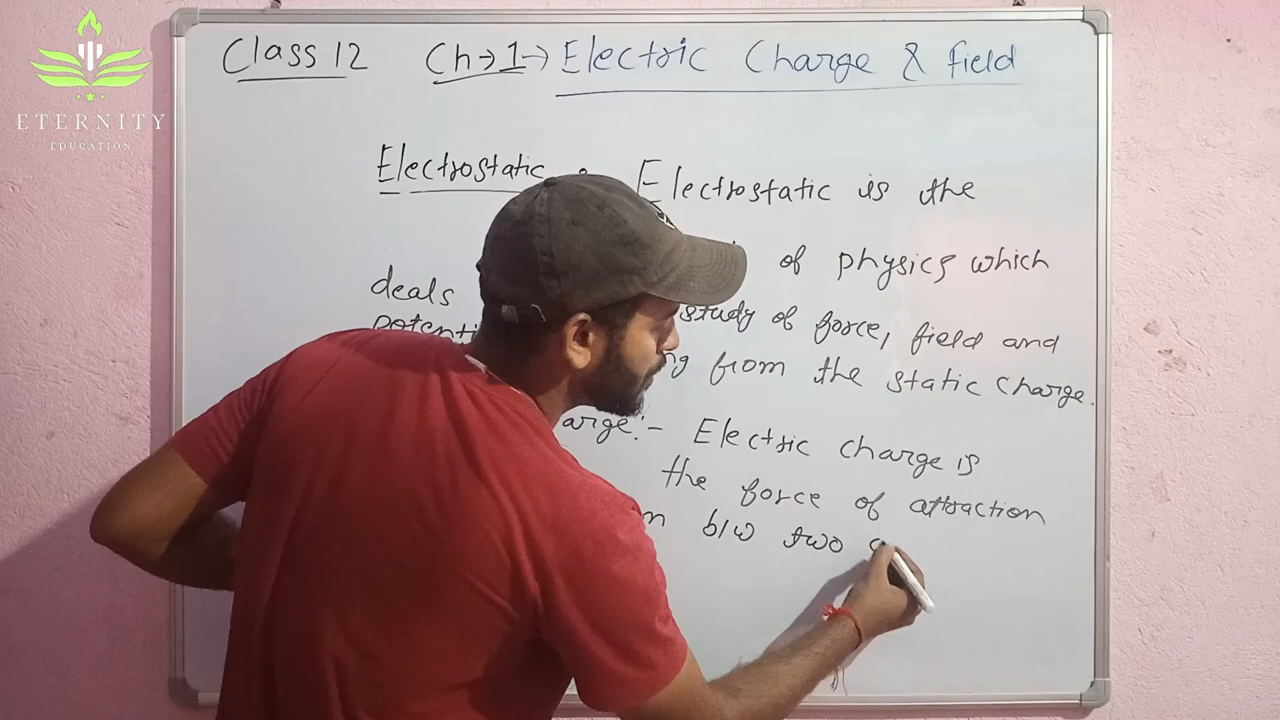 ETERNITY
EDUCATION
Class 12 Ch→1→ Electric Charge & field
Electrostatic : Electrostatic is the
of physics which
deals study of force, field and
potenti ng from the static charge.
arge:- Electric charge is
the force of attraction
n b/w two